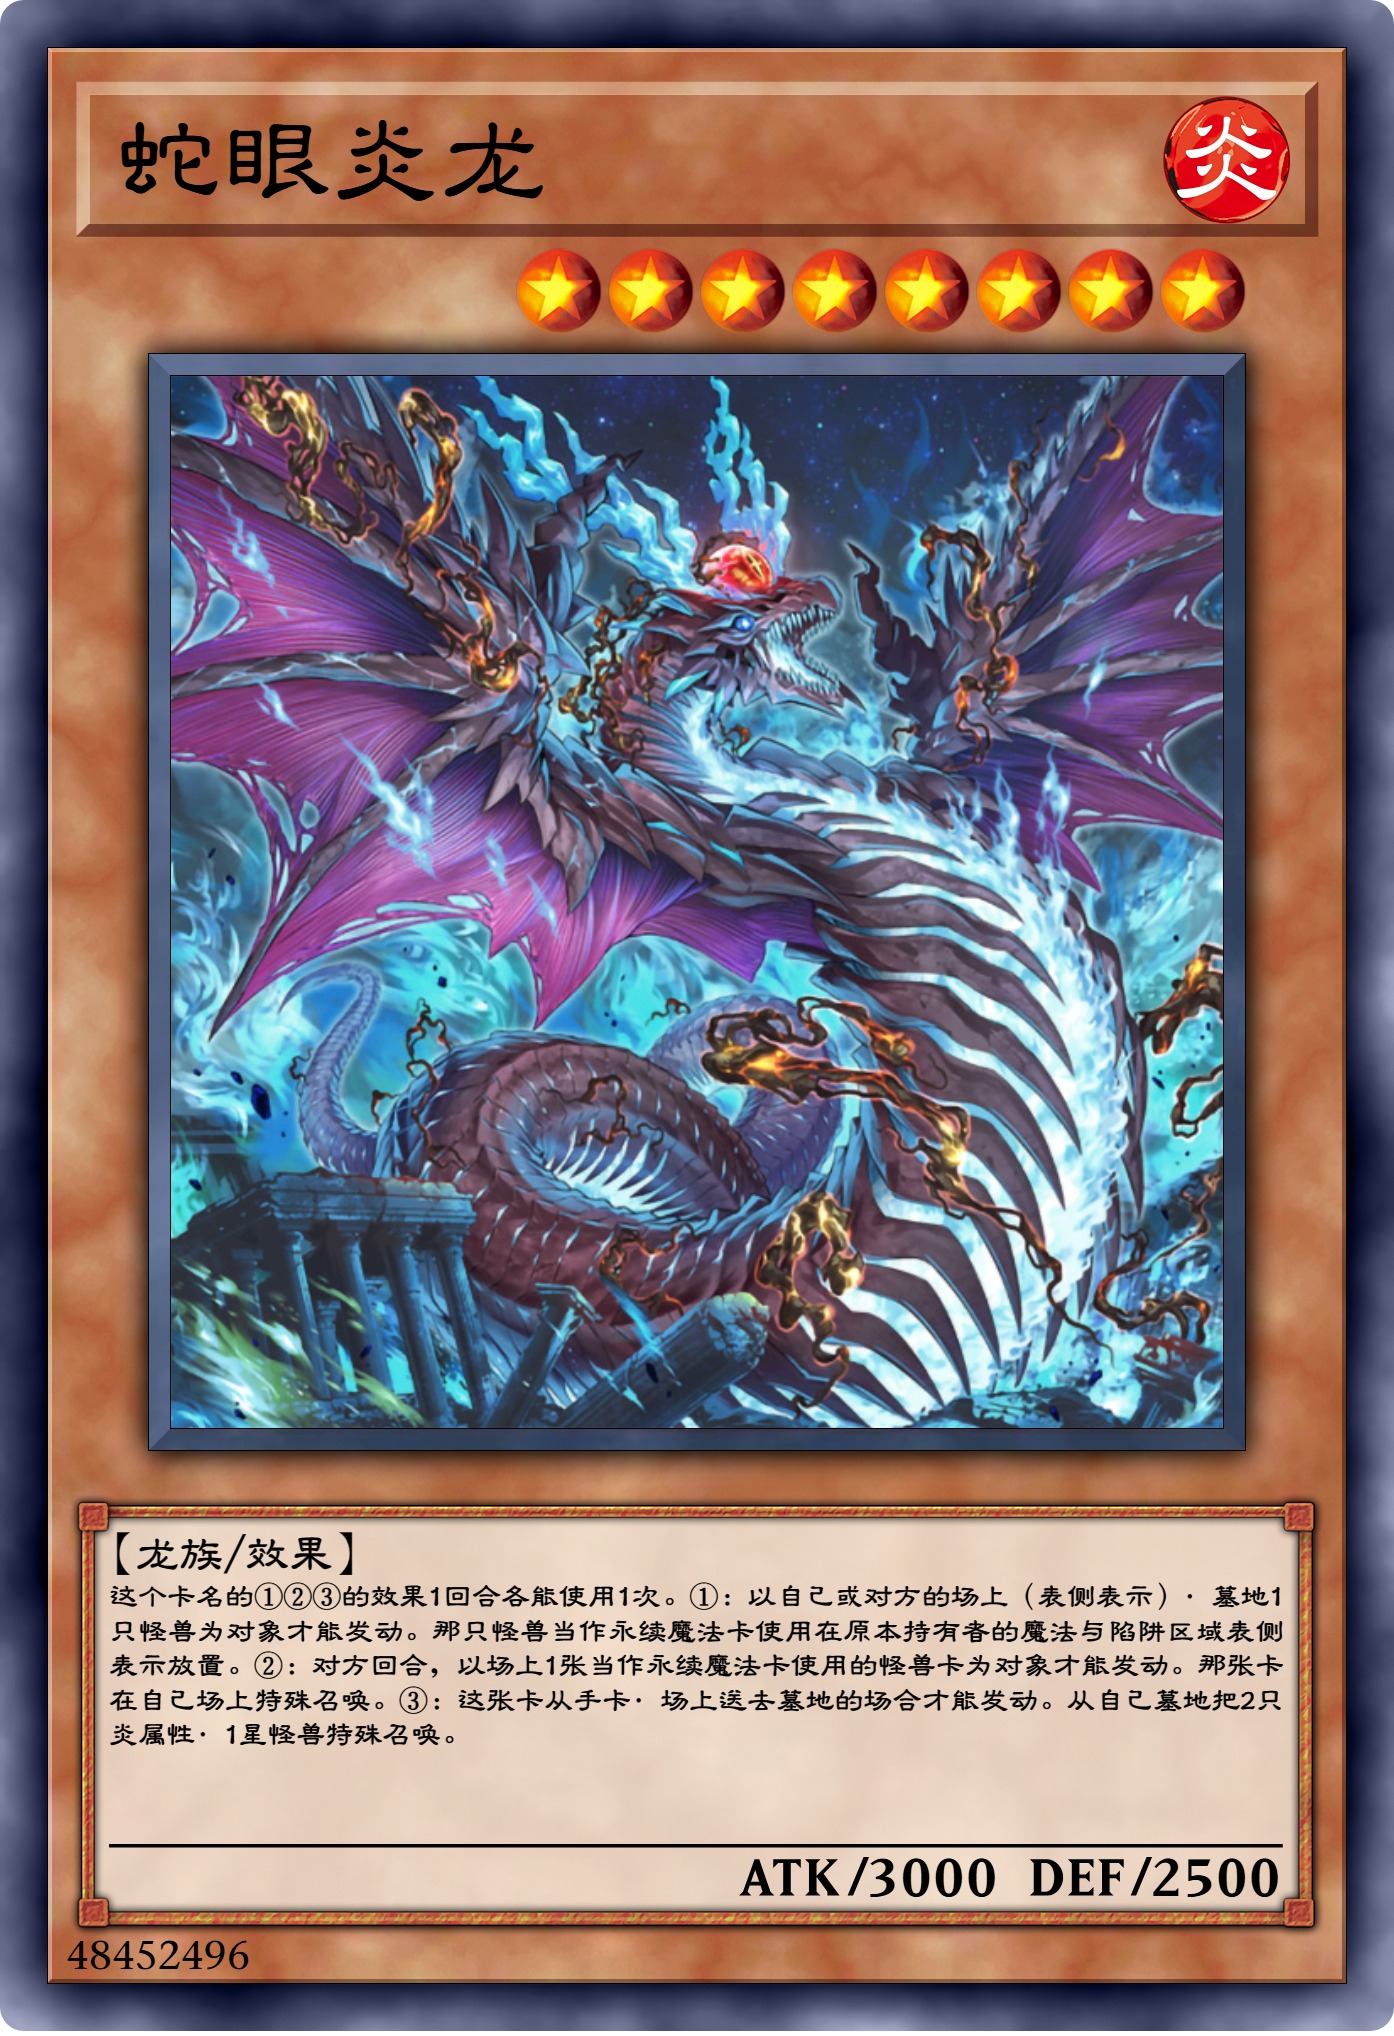 蛇眼炎龙
炎
【龙族/效果】
这个卡名的①②③的效果1回合各能使用1次。①：以自己或对方的场上（表侧表示）·墓地1
只怪兽为对象才能发动。那只怪兽当作永续魔法卡使用在原本持有者的魔法与陷阱区域表侧
表示放置。②：对方回合，以场上1张当作永续魔法卡使用的怪兽卡为对象才能发动。那张卡
在自己场上特殊召唤。③：这张卡从手卡·场上送去墓地的场合才能发动。从自己墓地把2只
炎属性·1星怪兽特殊召唤。
ATK/3000 DEF/2500
48452496